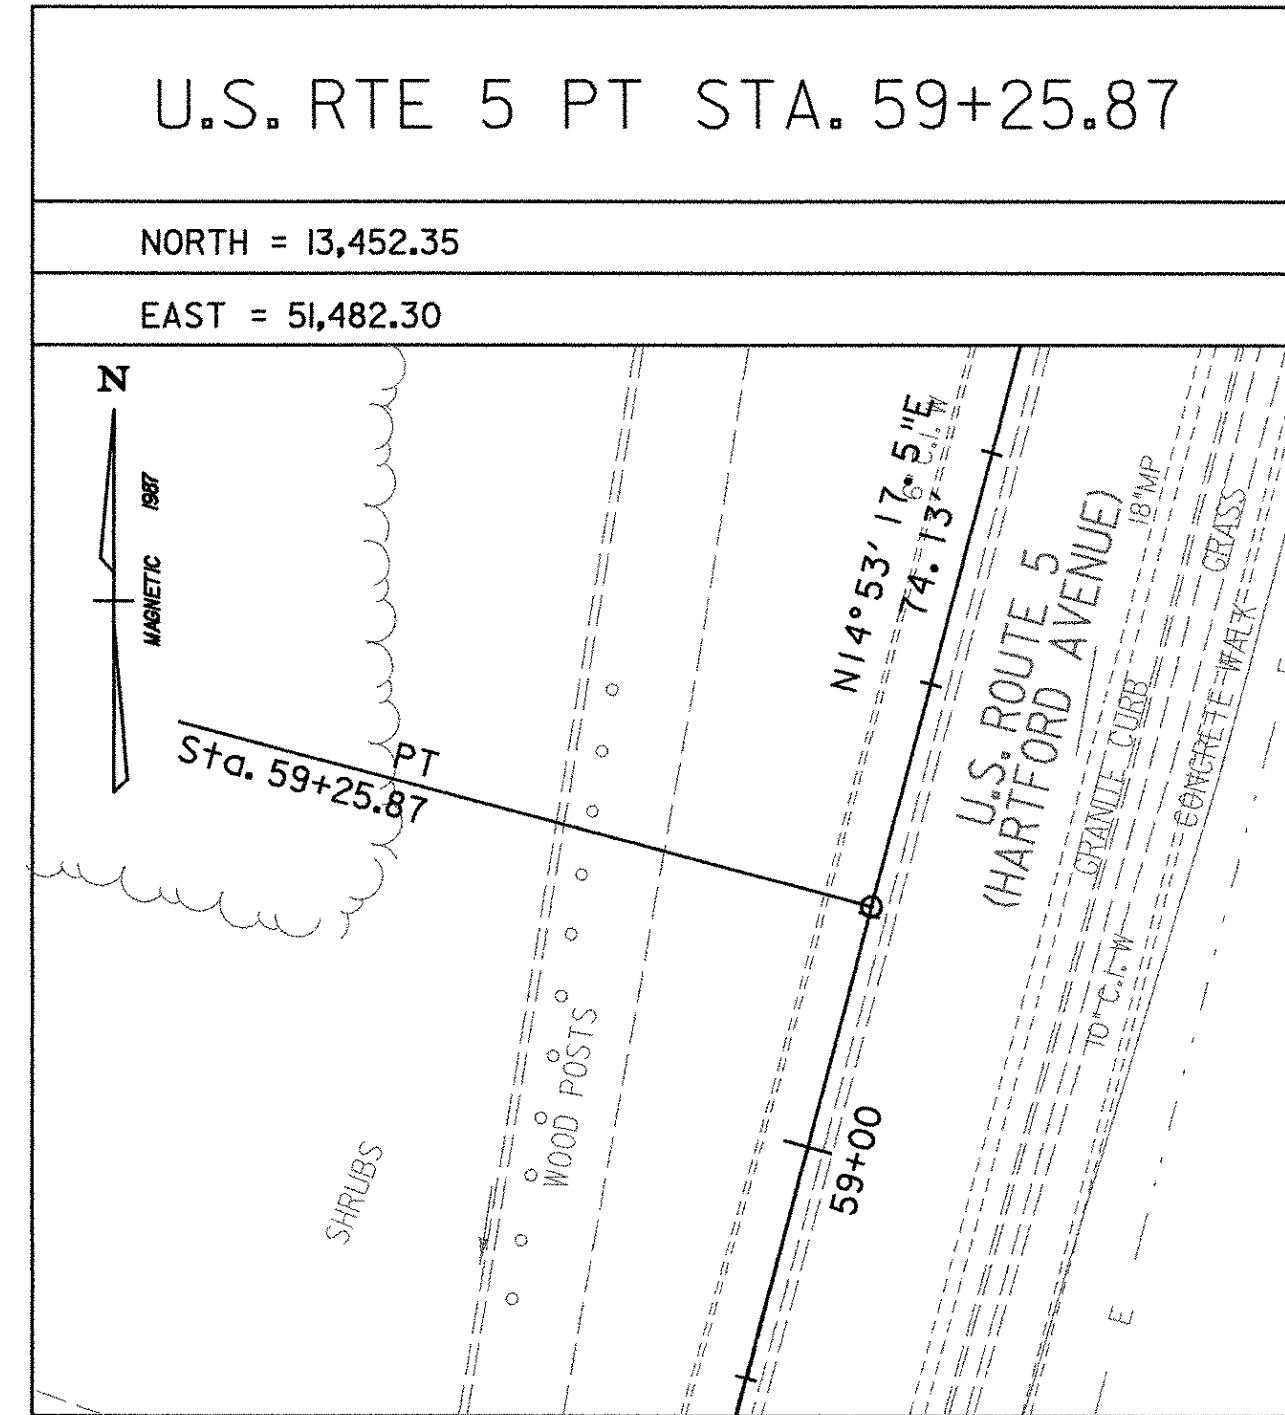 U.S. RTE 5 PT STA. 59+25.87
NORTH = 13,452.35
EAST = 51,482.30
N
MAGNETIC 1987
N14°53'17.5"E
74.13'
6" C.I.W
U.S. ROUTE 5
(HARTFORD AVENUE)
18"MP
GRASS
GRANITE CURB
CONCRETE WALK
PT
Sta. 59+25.87
10" C.I.W
WOOD POSTS
59+00
SHRUBS
E